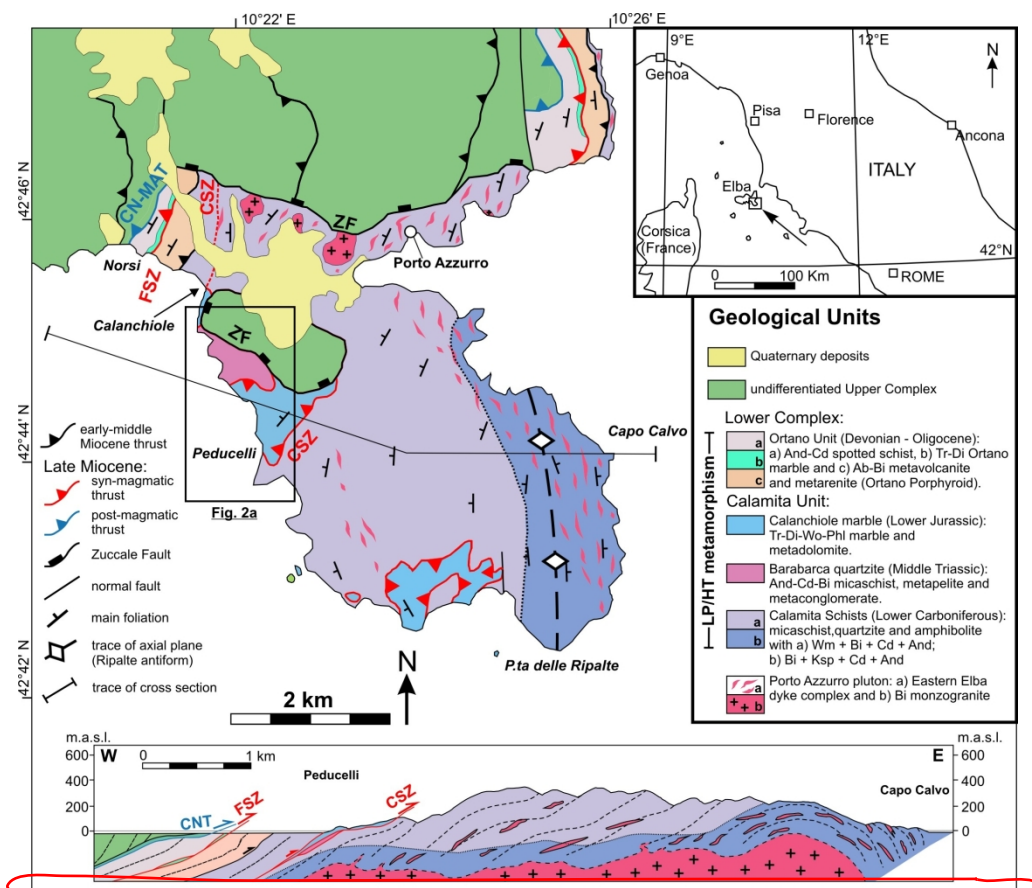 10°22' E
10°26' E
42°46' N
42°44' N
42°42' N
CN-MAT
CSZ
ZF
Norsi
FSZ
Porto Azzurro
Calanchiole
ZF
Peducelli
CSZ
Capo Calvo
Fig. 2a
P.ta delle Ripalte
N
2 km
9°E
12°E
N
Genoa
Pisa
Florence
Ancona
ITALY
Elba
Corsica
(France)
42°N
0 100 Km
ROME
early-middle
Miocene thrust
Late Miocene:
syn-magmatic
thrust
post-magmatic
thrust
Zuccale Fault
normal fault
main foliation
trace of axial plane
(Ripalte antiform)
trace of cross section
Geological Units
Quaternary deposits
undifferentiated Upper Complex
Lower Complex:
LP/HT metamorphism
a
b
c
Ortano Unit (Devonian - Oligocene):
a) And-Cd spotted schist, b) Tr-Di Ortano
marble and c) Ab-Bi metavolcanite
and metarenite (Ortano Porphyroid).
Calamita Unit:
Calanchiole marble (Lower Jurassic):
Tr-Di-Wo-Phl marble and
metadolomite.
Barabarca quartzite (Middle Triassic):
And-Cd-Bi micaschist, metapelite and
metaconglomerate.
a
b
Calamita Schists (Lower Carboniferous):
micaschist,quartzite and amphibolite
with a) Wm + Bi + Cd + And;
b) Bi + Ksp + Cd + And
a
b
Porto Azzurro pluton: a) Eastern Elba
dyke complex and b) Bi monzogranite
m.a.s.l.
W
0 1 km
Peducelli
E
m.a.s.l.
Capo Calvo
600
400
200
0
600
400
200
0
CNT
FSZ
CSZ